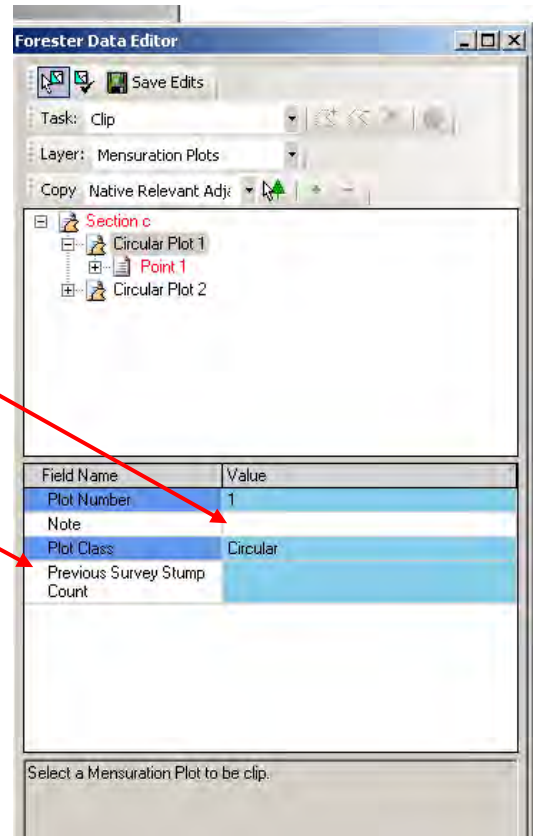 Forester Data Editor
Save Edits
Task: Clip
Layer: Mensuration Plots
Copy Native Relevant Adj
Section c
Circular Plot 1
Point 1
Circular Plot 2
Field Name Value
Plot Number 1
Note
Plot Class Circular
Previous Survey Stump
Count
Select a Mensuration Plot to be clip.